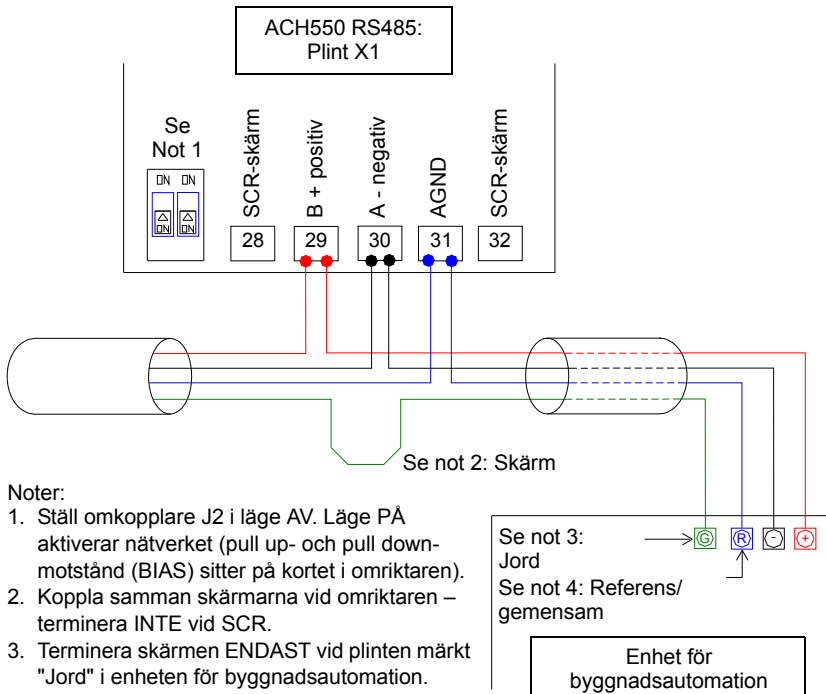 ACH550 RS485:
Plint X1
Se
Not 1
ON ON
ON ON
SCR-skärm
B + positiv
A - negativ
AGND
SCR-skärm
28
29
30
31
32
Se not 2: Skärm
Noter:
1. Ställ omkopplare J2 i läge AV. Läge PÅ
aktiverar nätverket (pull up- och pull down-
motstånd (BIAS) sitter på kortet i omriktaren).
2. Koppla samman skärmarna vid omriktaren –
terminera INTE vid SCR.
3. Terminera skärmen ENDAST vid plinten märkt
"Jord" i enheten för byggnadsautomation.
Se not 3:
Jord
G R - +
Se not 4: Referens/
gemensam
Enhet för
byggnadsautomation